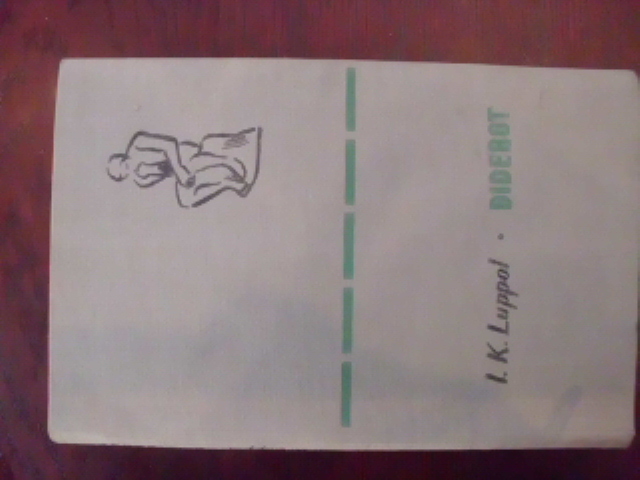 I. K. Luppol • DIDEROT